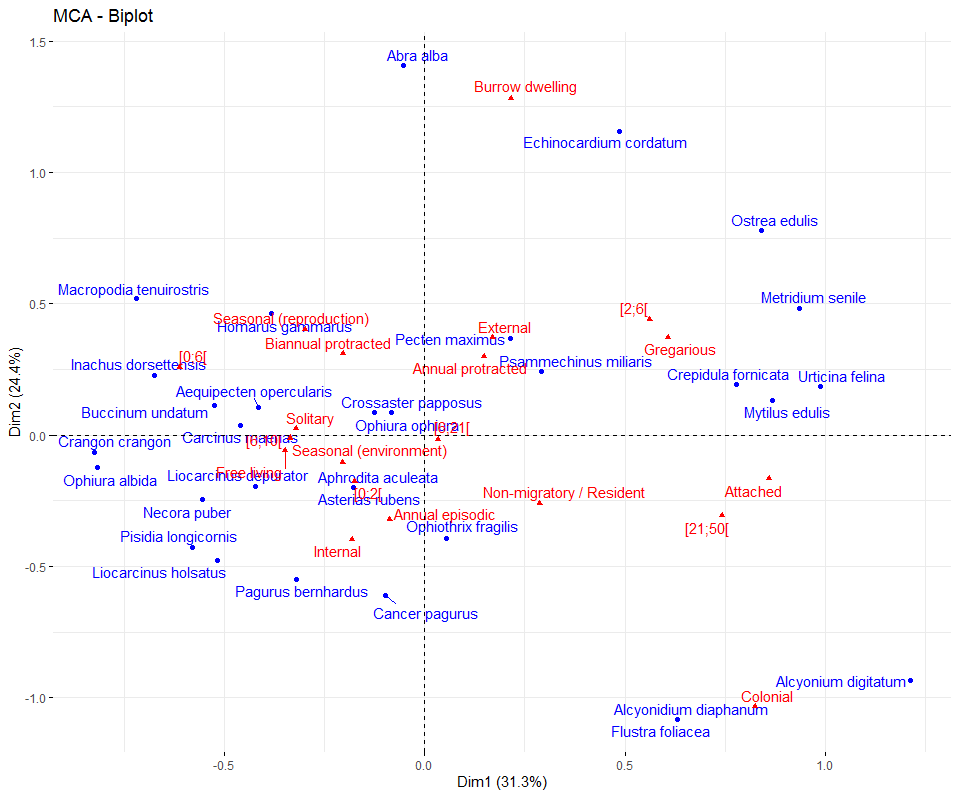 MCA - Biplot
1.5
Abra alba
Burrow dwelling
Echinocardium cordatum
1.0
Ostrea edulis
Macropodia tenuirostris
Metridium senile
0.5
[2;6[
Seasonal (reproduction)
Homarus gammarus
External
Biannual protracted
Pecten maximus
Gregarious
[0;6[
Inachus dorsettensis
Annual protracted
Psammechinus miliaris
Crepidula fornicata
Urticina felina
Aequipecten opercularis
Buccinum undatum
Crossaster papposus
Mytilus edulis
Solitary
Ophiura ophiura
[0;21[
0.0
Crangon crangon
Carcinus maenas
Seasonal (environment)
Free living
Ophiura albida
Liocarcinus depurator
Aphrodita aculeata
[0;2[
Asterias rubens
Non-migratory / Resident
Attached
Necora puber
Annual episodic
Ophiothrix fragilis
[21;50[
Pisidia longicornis
Internal
-0.5
Liocarcinus holsatus
Pagurus bernhardus
Cancer pagurus
Alcyonium digitatum
Colonial
-1.0
Alcyonidium diaphanum
Flustra foliacea
-0.5
0.0
0.5
1.0
Dim1 (31.3%)
Dim2 (24.4%)